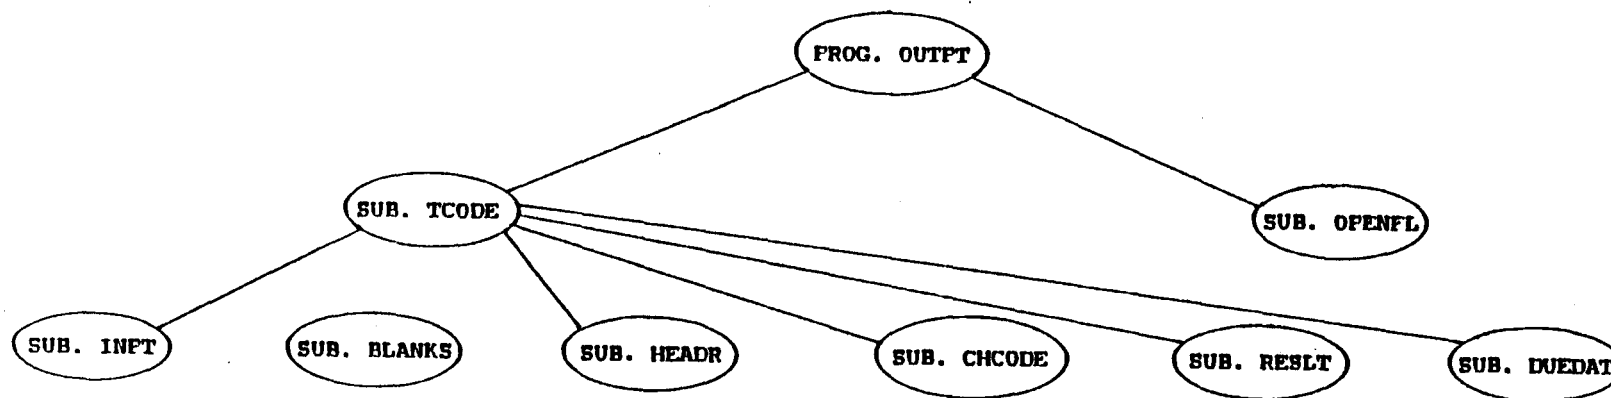 PROG. OUTPT
SUB. TCODE
SUB. OPENFL
SUB. INPT
SUB. BLANKS
SUB. HEADR
SUB. CHCODE
SUB. RESLT
SUB. DUEDAT